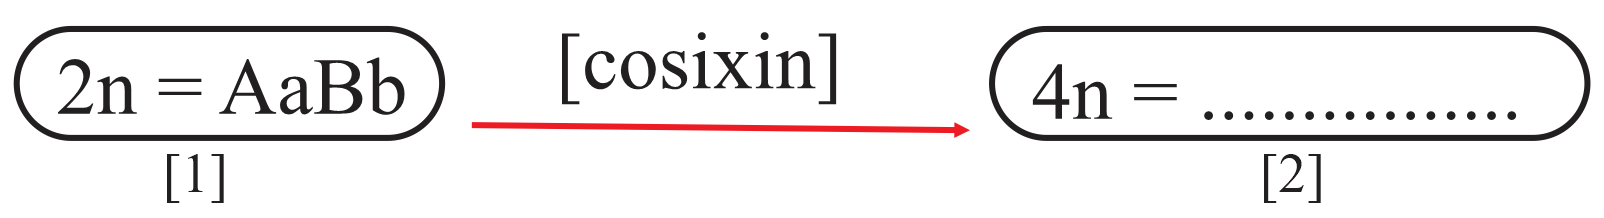 [cosixin]
2n = AaBb
4n = ................
[1]
[2]